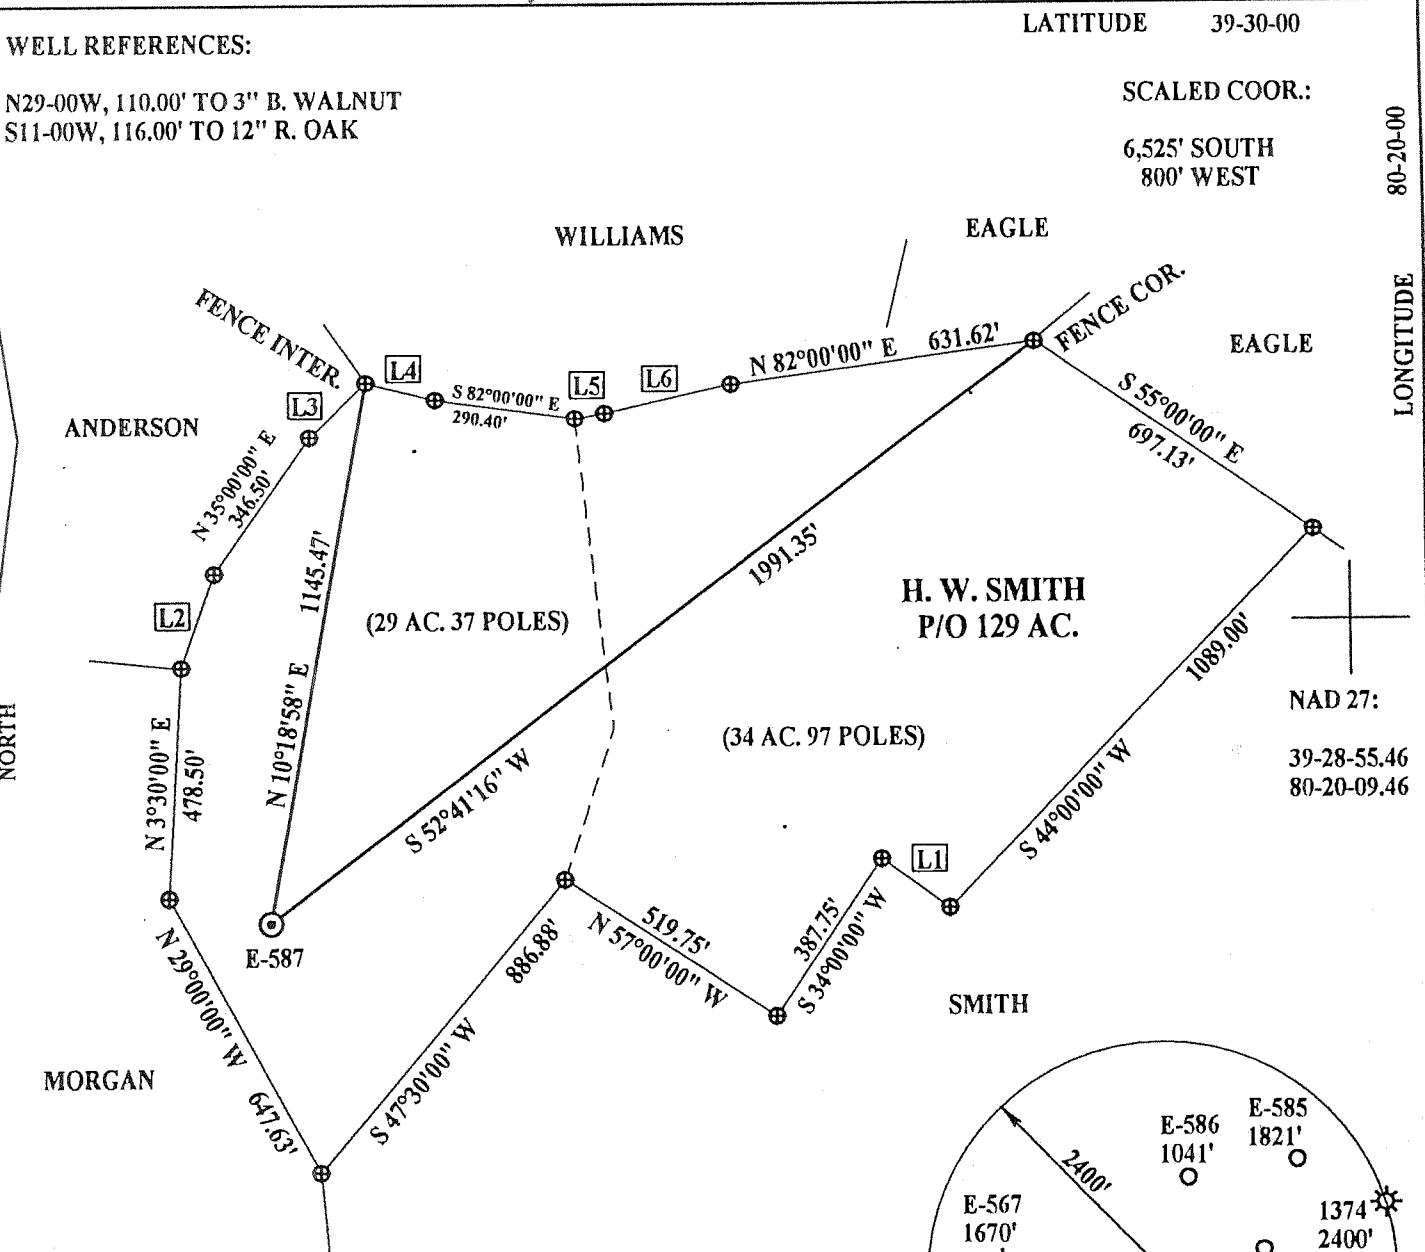 LATITUDE 39-30-00
WELL REFERENCES:
N29-00W, 110.00' TO 3" B. WALNUT
S11-00W, 116.00' TO 12" R. OAK
SCALED COOR.:
6,525' SOUTH
800' WEST
80-20-00
LONGITUDE
WILLIAMS
EAGLE
FENCE INTER.
FENCE COR.
EAGLE
L4
S 82°00'00" E
290.40'
L5
L6
N 82°00'00" E 631.62'
S 55°00'00" E
697.13'
L3
ANDERSON
N 35°00'00" E
346.50'
1145.47'
N 10°18'58" E
1991.35'
S 52°41'16" W
H. W. SMITH
P/O 129 AC.
(29 AC. 37 POLES)
L2
1089.00'
S 44°00'00" W
NAD 27:
39-28-55.46
80-20-09.46
NORTH
N 3°30'00" E
478.50'
(34 AC. 97 POLES)
L1
E-587
519.75'
N 57°00'00" W
387.75'
S 34°00'00" W
886.88'
S 47°30'00" W
N 29°00'00" W 647.63'
SMITH
MORGAN
2400'
E-586
1041'
E-585
1821'
E-567
1670'
1374
2400'